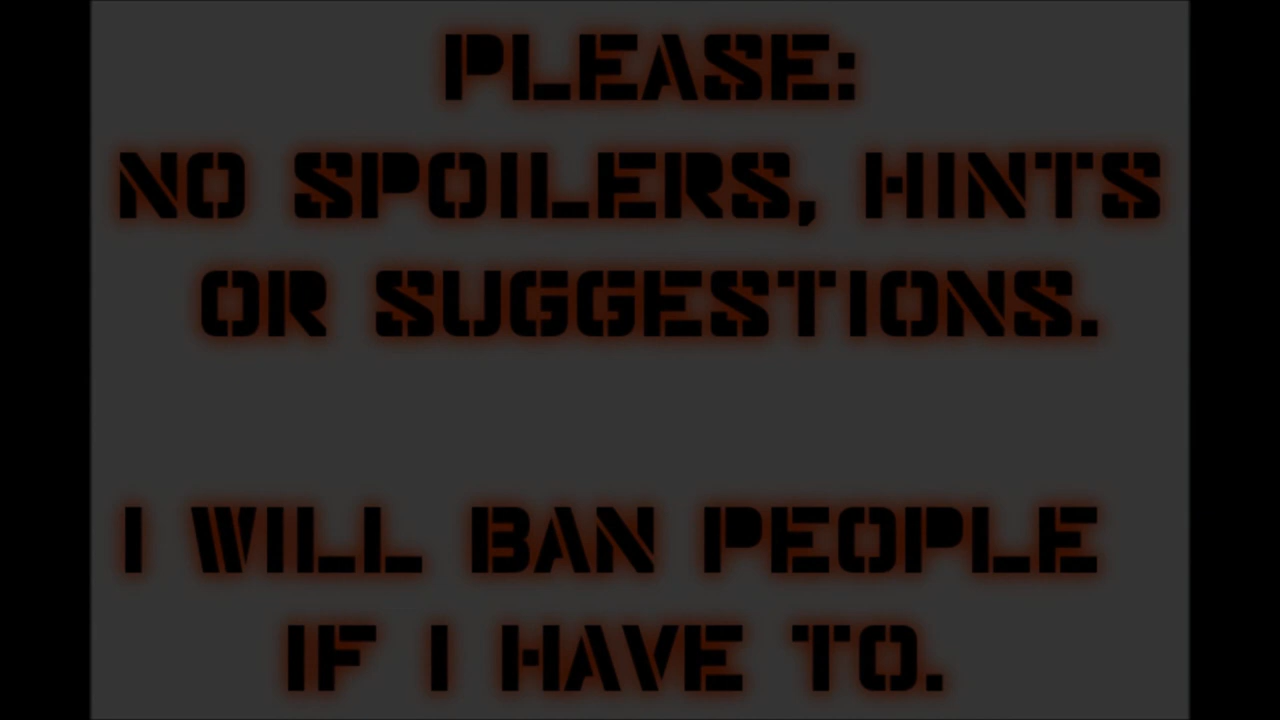 PLEASE:
NO SPOILERS, HINTS
OR SUGGESTIONS.
I WILL BAN PEOPLE
IF I HAVE TO.